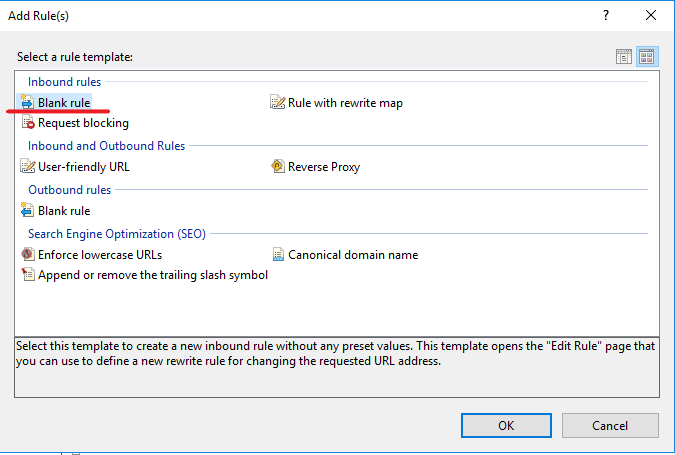 Add Rule(s)
Select a rule template:
Inbound rules
Blank rule
Rule with rewrite map
Request blocking
Inbound and Outbound Rules
User-friendly URL
Reverse Proxy
Outbound rules
Blank rule
Search Engine Optimization (SEO)
Enforce lowercase URLs
Canonical domain name
Append or remove the trailing slash symbol
Select this template to create a new inbound rule without any preset values. This template opens the "Edit Rule" page that
you can use to define a new rewrite rule for changing the requested URL address.
OK
Cancel